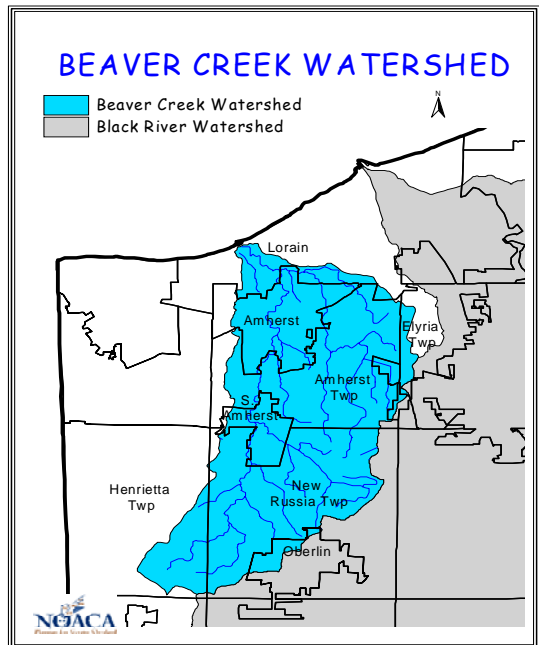 BEAVER CREEK WATERSHED
Beaver Creek Watershed
Black River Watershed
N
Lorain
Amherst
Elyria
Twp
Amherst
Twp
S.
Amherst
Henrietta
Twp
New
Russia Twp
Oberlin
NOACA